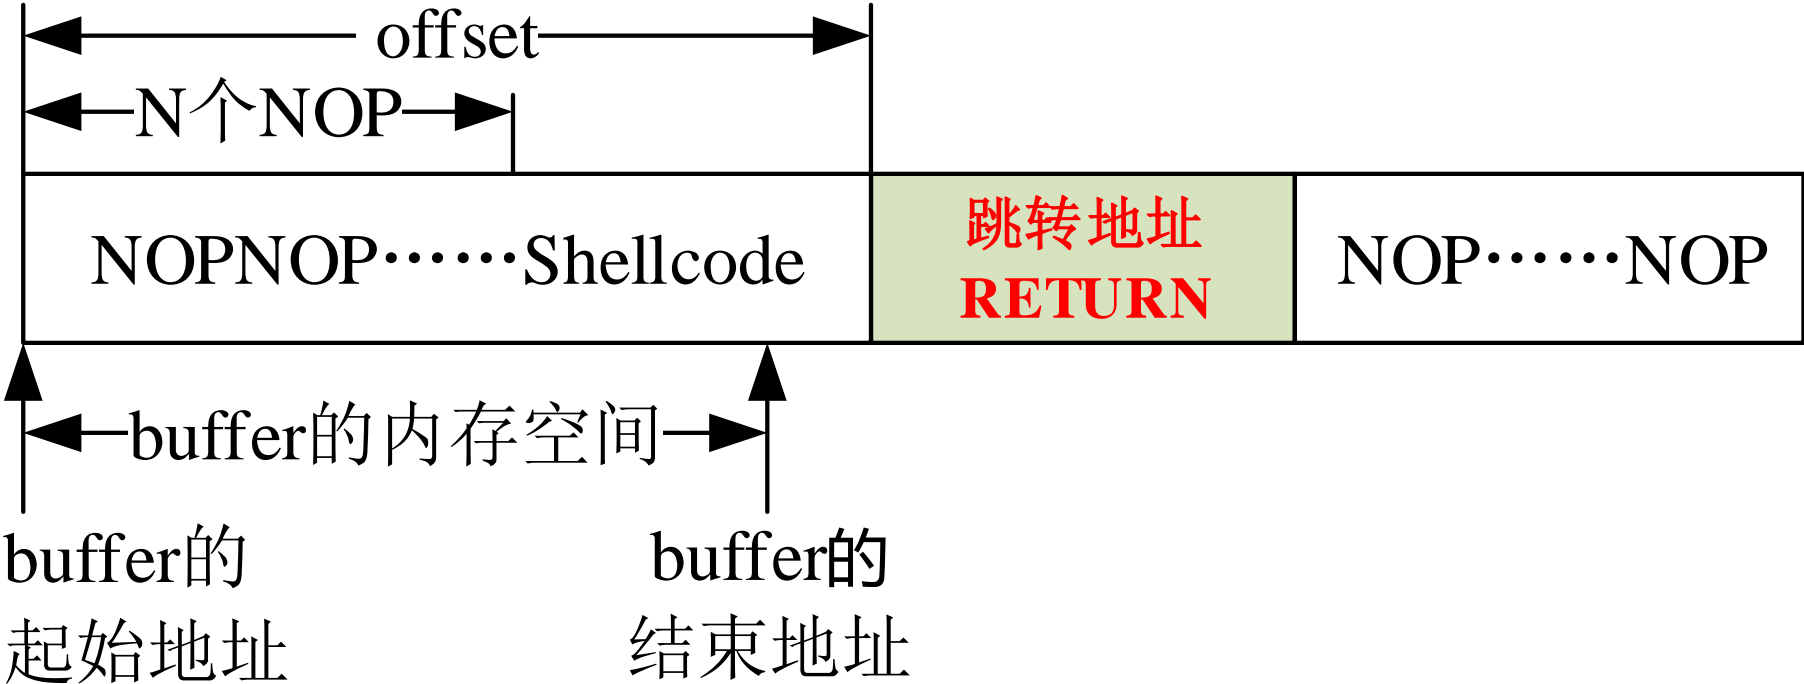 offset
N个NOP
NOPNOP⋯⋯Shellcode
跳转地址
RETURN
NOP⋯⋯NOP
buffer的内存空间
buffer的
起始地址
buffer的
结束地址